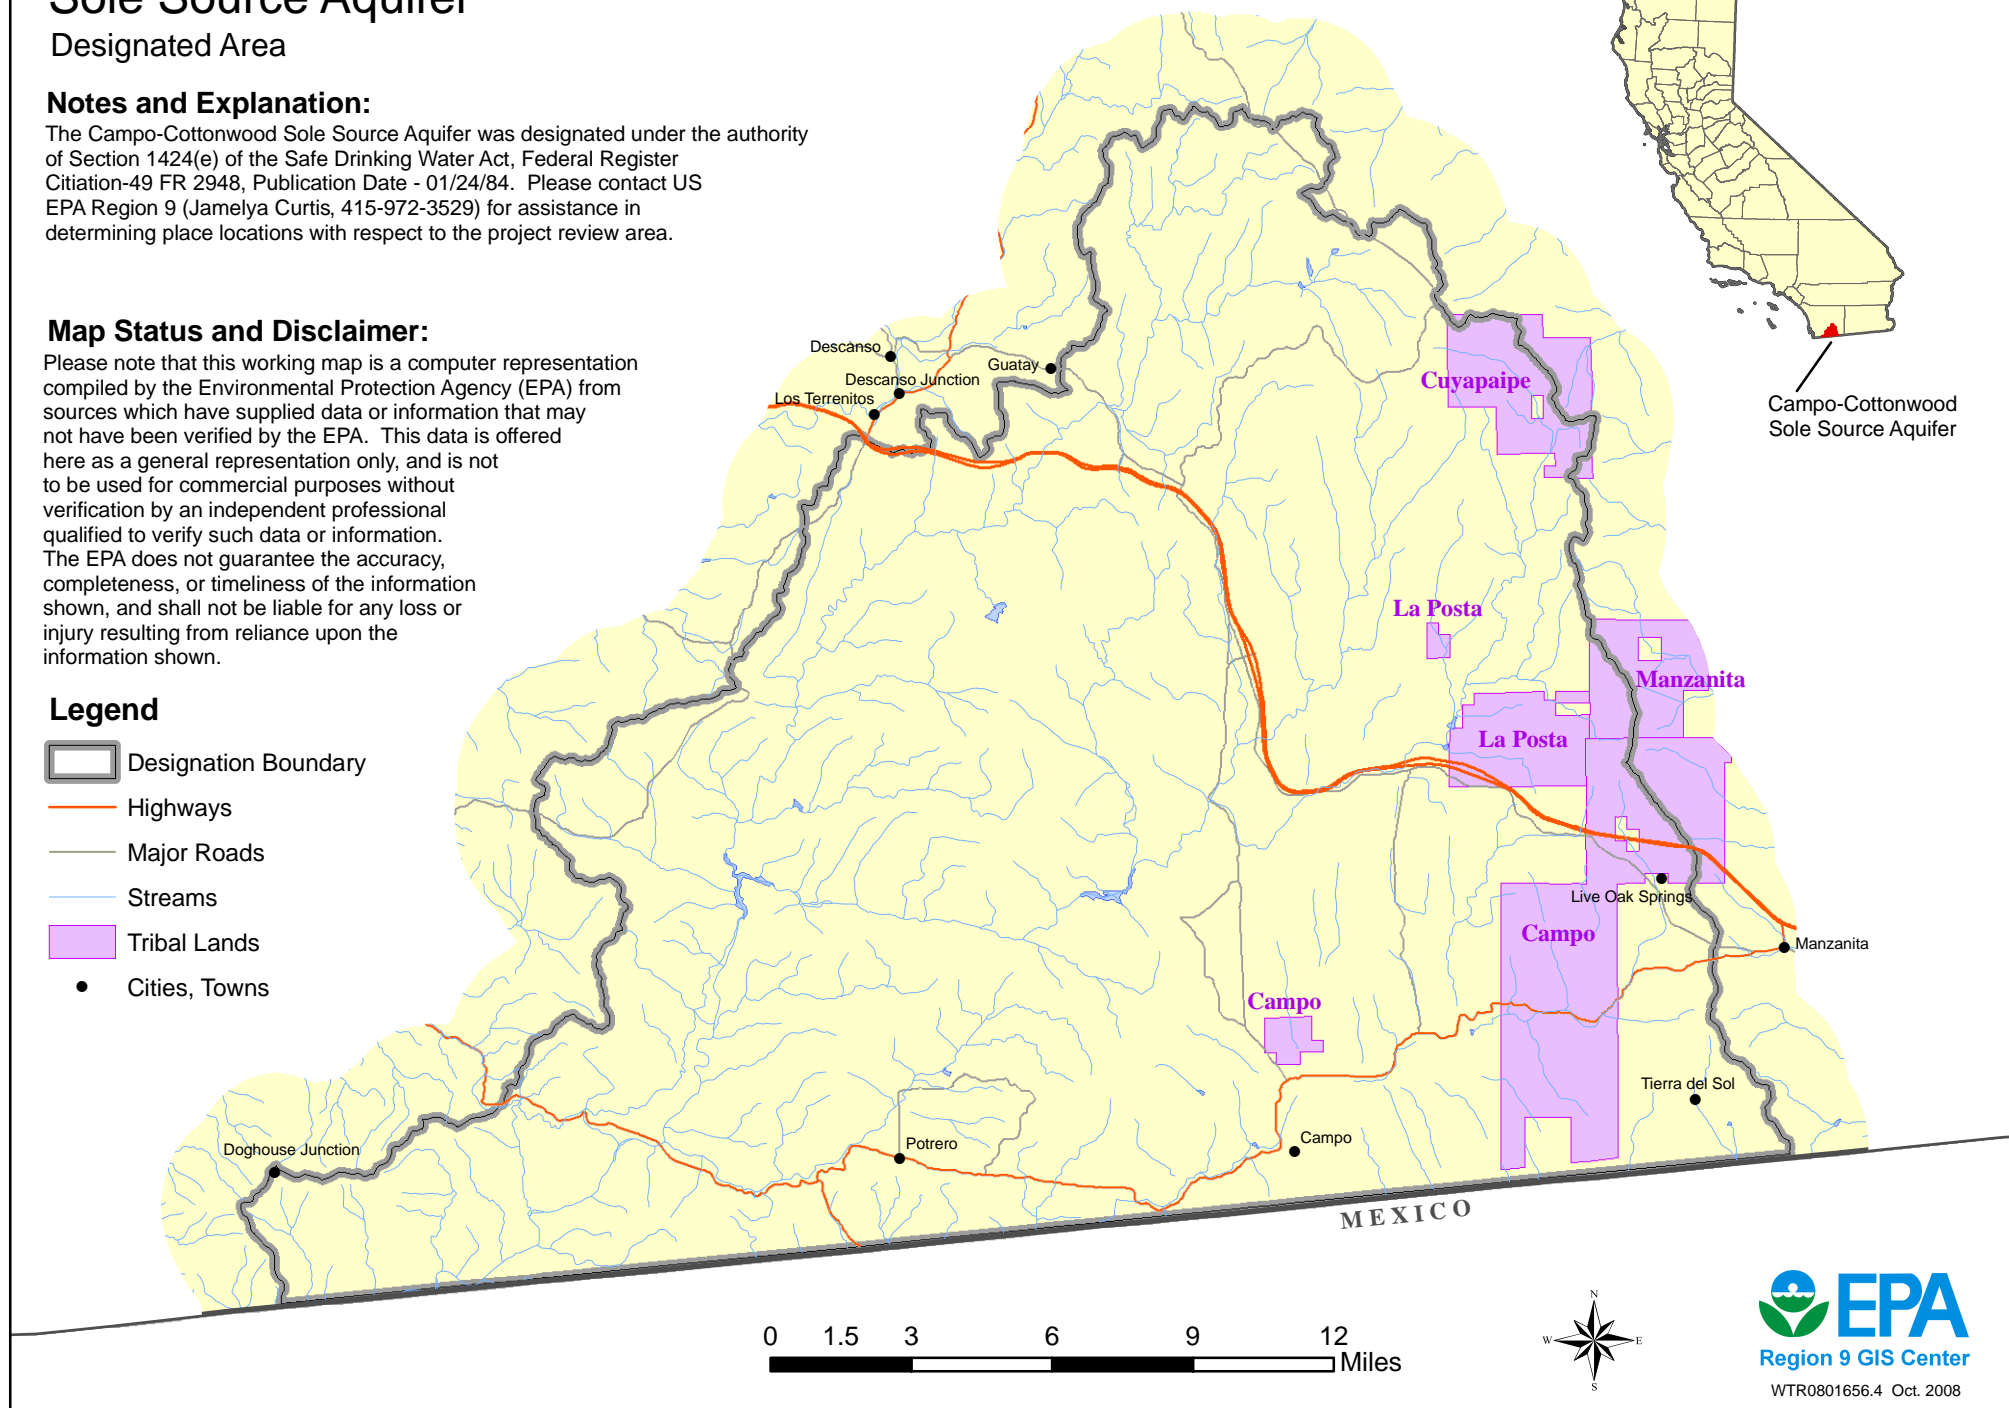 Sole Source Aquifer
Designated Area
Notes and Explanation:
The Campo-Cottonwood Sole Source Aquifer was designated under the authority
of Section 1424(e) of the Safe Drinking Water Act, Federal Register
Citiation-49 FR 2948, Publication Date - 01/24/84.  Please contact US
EPA Region 9 (Jamelya Curtis, 415-972-3529) for assistance in
determining place locations with respect to the project review area.
Map Status and Disclaimer:
Please note that this working map is a computer representation
compiled by the Environmental Protection Agency (EPA) from
sources which have supplied data or information that may
not have been verified by the EPA.  This data is offered
here as a general representation only, and is not
to be used for commercial purposes without
verification by an independent professional
qualified to verify such data or information.
The EPA does not guarantee the accuracy,
completeness, or timeliness of the information
shown, and shall not be liable for any loss or
injury resulting from reliance upon the
information shown.
Legend
Designation Boundary
Highways
Major Roads
Streams
Tribal Lands
Cities, Towns
Descanso
Guatay
Descanso Junction
Los Terrenitos
Cuyapaipe
Campo-Cottonwood
Sole Source Aquifer
La Posta
Manzanita
La Posta
Live Oak Springs
Campo
Manzanita
Campo
Tierra del Sol
Campo
Potrero
Doghouse Junction
MEXICO
0 1.5 3 6 9 12
Miles
N
W E
S
EPA
Region 9 GIS Center
WTR0801656.4  Oct. 2008